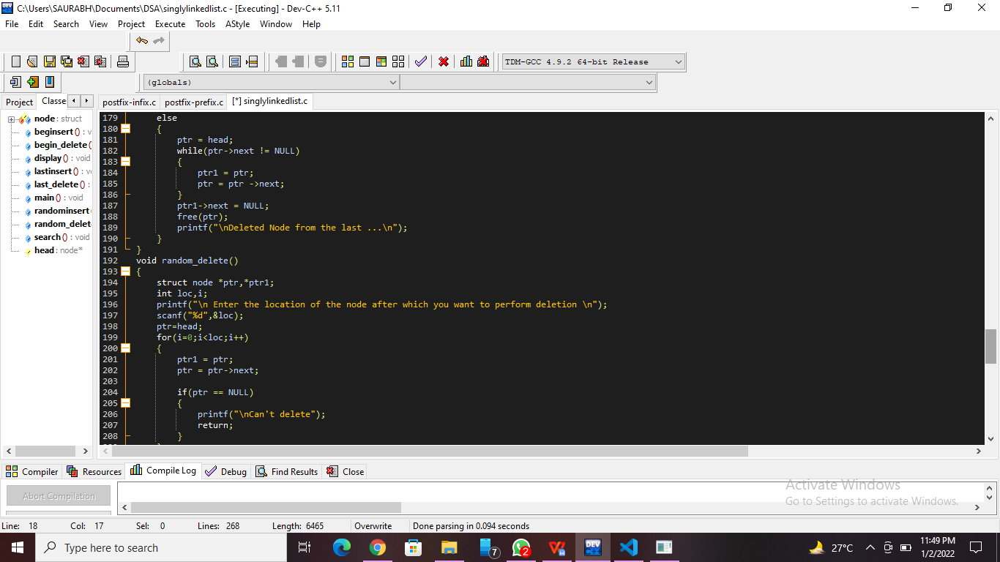 C:\Users\SAURABH\Documents\DSA\singlylinkedlist.c - [Executing] - Dev-C++ 5.11
File Edit Search View Project Execute Tools AStyle Window Help
TDM-GCC 4.9.2 64-bit Release
(globals)
Project Classe
postfix-infix.c postfix-prefix.c [*] singlylinkedlist.c
node : struct
beginsert () : v
begin_delete (
display () : void
lastinsert () : v
last_delete () :
main () : void
randominsert
random_delet
search () : void
head : node*
179 else
180 {
181 ptr = head;
182 while(ptr->next != NULL)
183 {
184 ptr1 = ptr;
185 ptr = ptr ->next;
186 }
187 ptr1->next = NULL;
188 free(ptr);
189 printf("\nDeleted Node from the last ...\n");
190 }
191 }
192 void random_delete()
193 {
194 struct node *ptr,*ptr1;
195 int loc,i;
196 printf("\n Enter the location of the node after which you want to perform deletion \n");
197 scanf("%d",&loc);
198 ptr=head;
199 for(i=0;i<loc;i++)
200 {
201 ptr1 = ptr;
202 ptr = ptr->next;
203
204 if(ptr == NULL)
205 {
206 printf("\nCan't delete");
207 return;
208 }
Compiler Resources Compile Log Debug Find Results Close
Abort Compilation
Activate Windows
Go to Settings to activate Windows.
Line: 18 Col: 17 Sel: 0 Lines: 268 Length: 6465 Overwrite Done parsing in 0.094 seconds
Type here to search
DEV
7
2
27°C
11:49 PM
1/2/2022